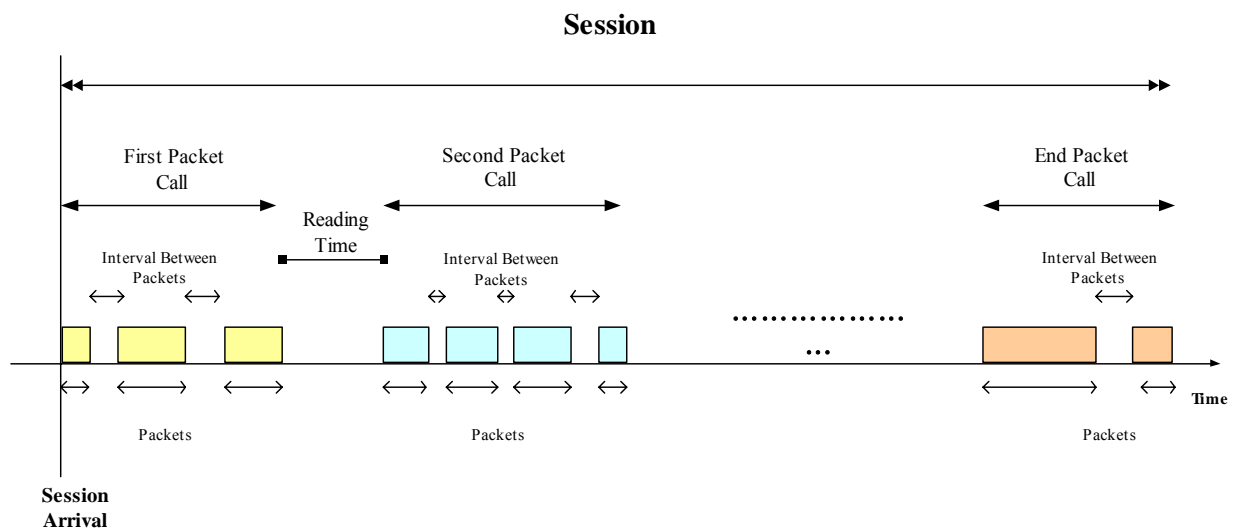 Session
First Packet
Call
Second Packet
Call
End Packet
Call
Reading
Time
Interval Between
Packets
Interval Between
Packets
Interval Between
Packets
..................
...
Time
Packets
Packets
Packets
Session
Arrival